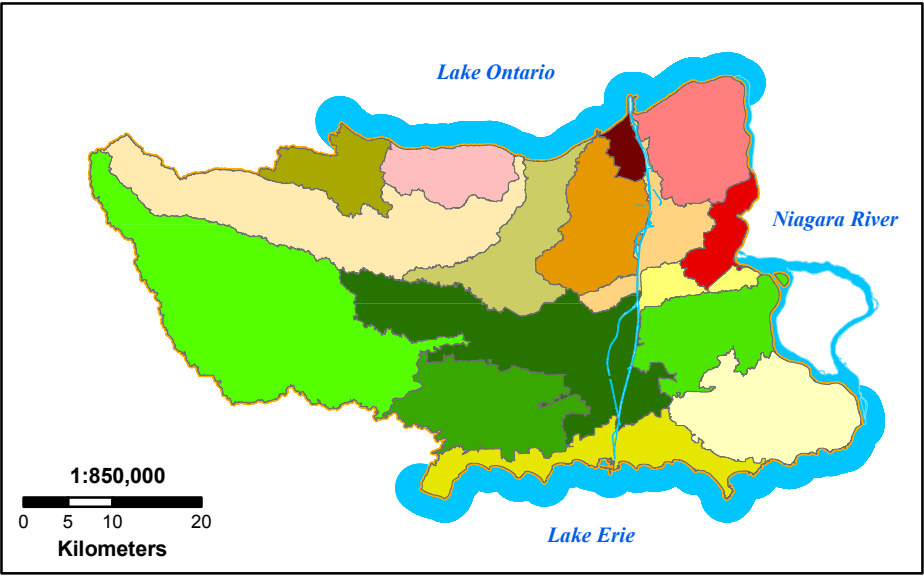 Lake Ontario
Niagara River
1:850,000
0 5 10 20
Kilometers
Lake Erie